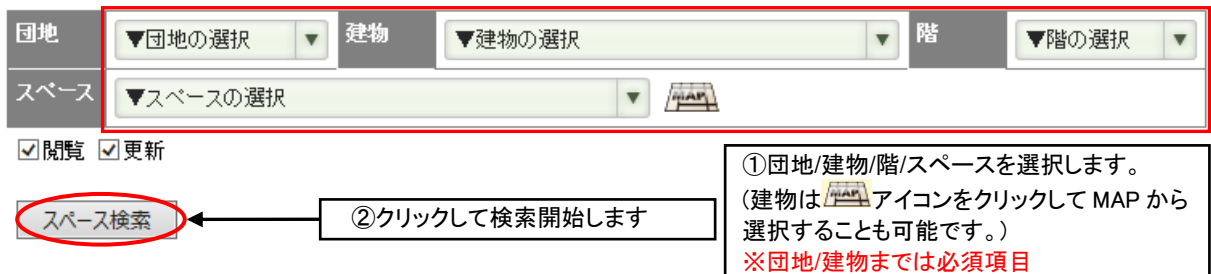 団地 ▼団地の選択 ▼ 建物 ▼建物の選択 ▼ 階 ▼階の選択 ▼
スペース ▼スペースの選択 ▼ MAP
閲覧 更新
スペース検索
②クリックして検索開始します
①団地/建物/階/スペースを選択します。
(建物は MAP アイコンをクリックして MAP から
選択することも可能です。)
※団地/建物までは必須項目